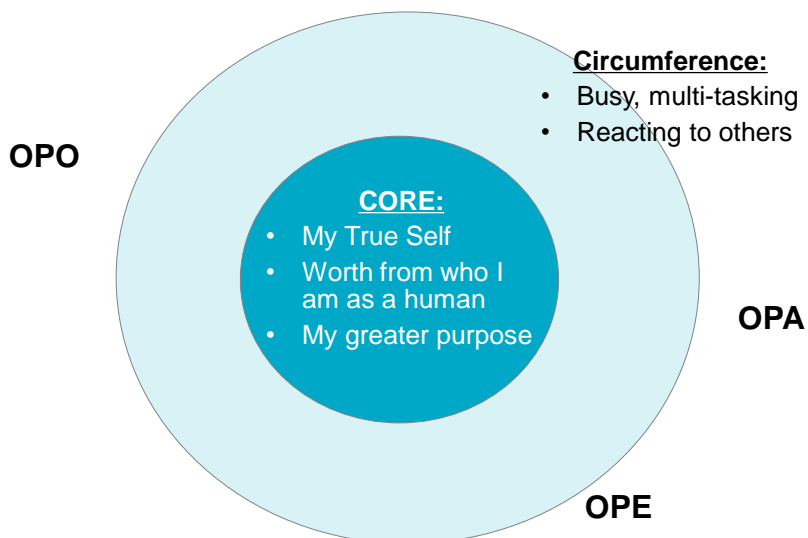 Circumference:
• Busy, multi-tasking
• Reacting to others
OPO
CORE:
• My True Self
• Worth from who I
am as a human
• My greater purpose
OPA
OPE